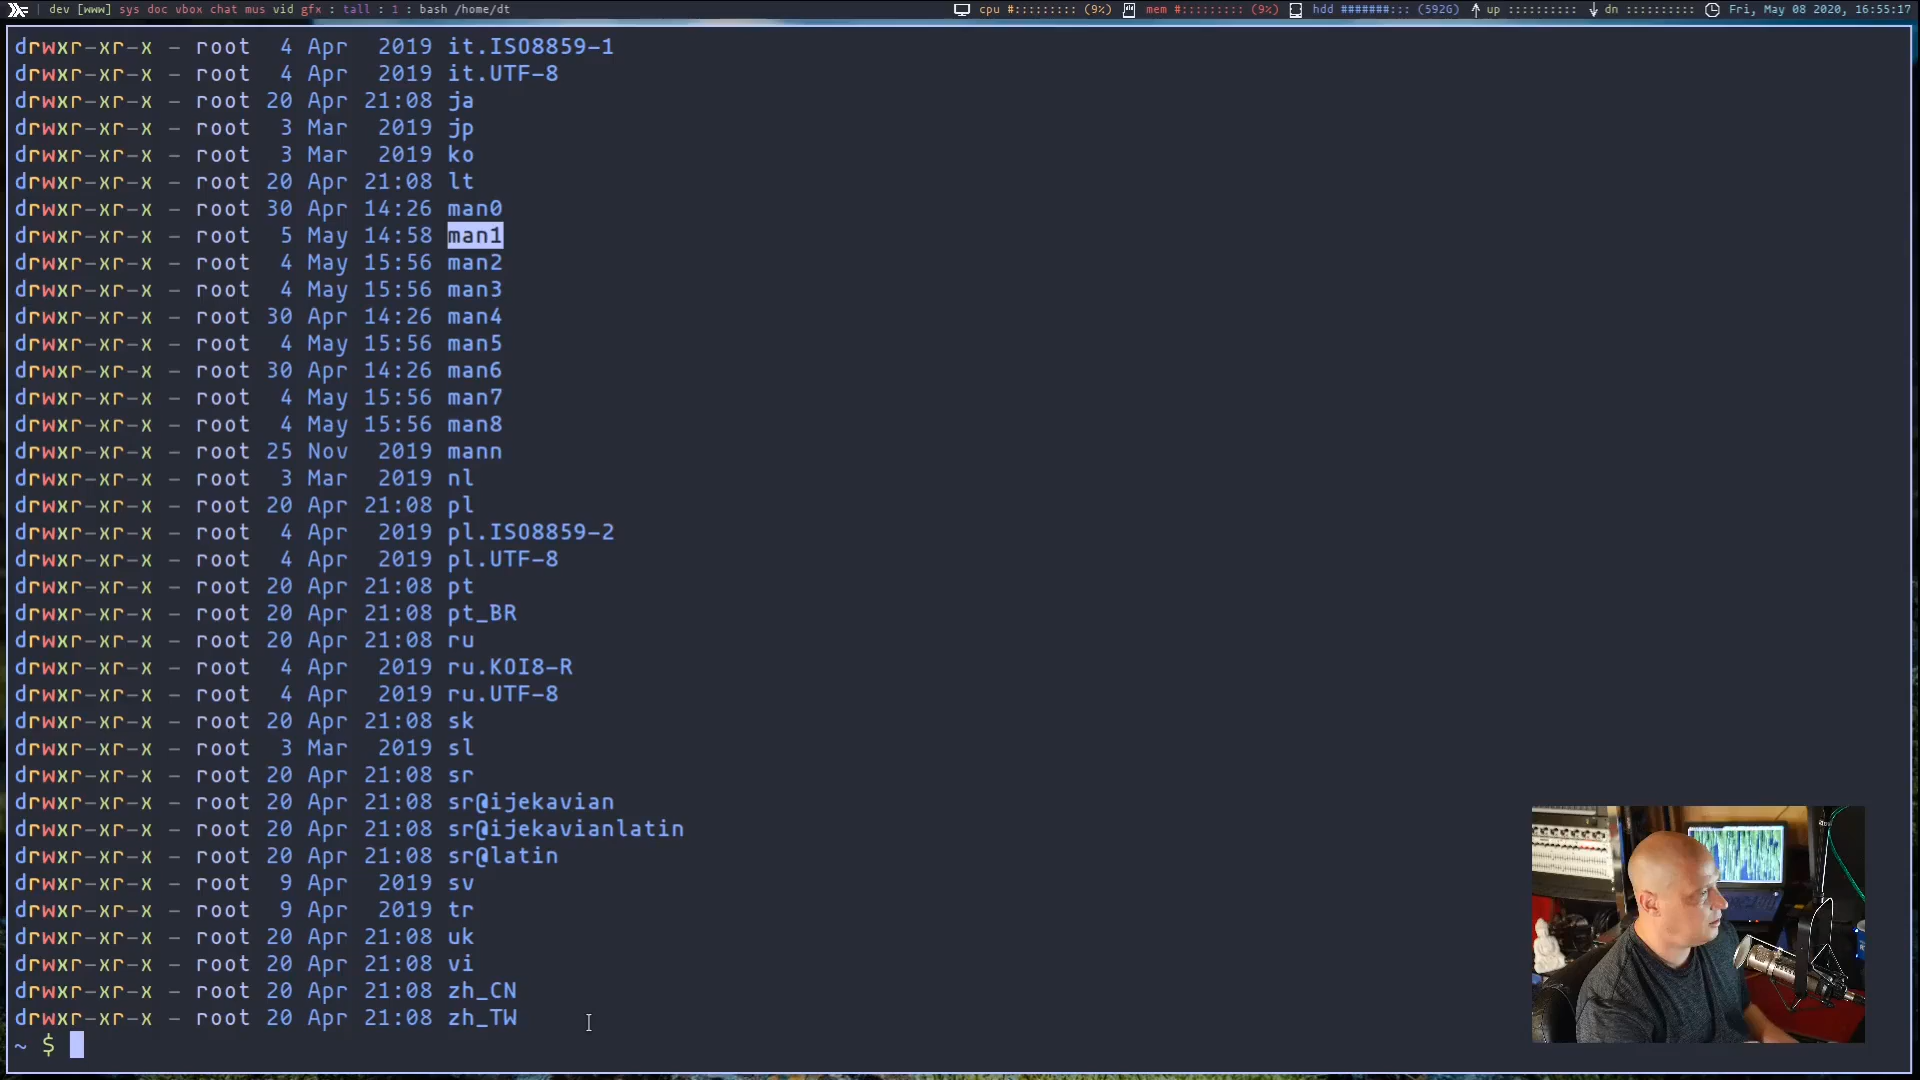 dev [www] sys doc vbox chat mus vid gfx : tall : 1 : bash /home/dt
cpu #::::::::: (9%) mem #::::::::: (9%) hdd #######::: (592G) up :::::::::: dn :::::::::: Fri, May 08 2020, 16:55:17
drwxr-xr-x - root 4 Apr 2019 it.ISO8859-1
drwxr-xr-x - root 4 Apr 2019 it.UTF-8
drwxr-xr-x - root 20 Apr 21:08 ja
drwxr-xr-x - root 3 Mar 2019 jp
drwxr-xr-x - root 3 Mar 2019 ko
drwxr-xr-x - root 20 Apr 21:08 lt
drwxr-xr-x - root 30 Apr 14:26 man0
drwxr-xr-x - root 5 May 14:58 man1
drwxr-xr-x - root 4 May 15:56 man2
drwxr-xr-x - root 4 May 15:56 man3
drwxr-xr-x - root 30 Apr 14:26 man4
drwxr-xr-x - root 4 May 15:56 man5
drwxr-xr-x - root 30 Apr 14:26 man6
drwxr-xr-x - root 4 May 15:56 man7
drwxr-xr-x - root 4 May 15:56 man8
drwxr-xr-x - root 25 Nov 2019 mann
drwxr-xr-x - root 3 Mar 2019 nl
drwxr-xr-x - root 20 Apr 21:08 pl
drwxr-xr-x - root 4 Apr 2019 pl.ISO8859-2
drwxr-xr-x - root 4 Apr 2019 pl.UTF-8
drwxr-xr-x - root 20 Apr 21:08 pt
drwxr-xr-x - root 20 Apr 21:08 pt_BR
drwxr-xr-x - root 20 Apr 21:08 ru
drwxr-xr-x - root 4 Apr 2019 ru.KOI8-R
drwxr-xr-x - root 4 Apr 2019 ru.UTF-8
drwxr-xr-x - root 20 Apr 21:08 sk
drwxr-xr-x - root 3 Mar 2019 sl
drwxr-xr-x - root 20 Apr 21:08 sr
drwxr-xr-x - root 20 Apr 21:08 sr@ijekavian
drwxr-xr-x - root 20 Apr 21:08 sr@ijekavianlatin
drwxr-xr-x - root 20 Apr 21:08 sr@latin
drwxr-xr-x - root 9 Apr 2019 sv
drwxr-xr-x - root 9 Apr 2019 tr
drwxr-xr-x - root 20 Apr 21:08 uk
drwxr-xr-x - root 20 Apr 21:08 vi
drwxr-xr-x - root 20 Apr 21:08 zh_CN
drwxr-xr-x - root 20 Apr 21:08 zh_TW
~ $